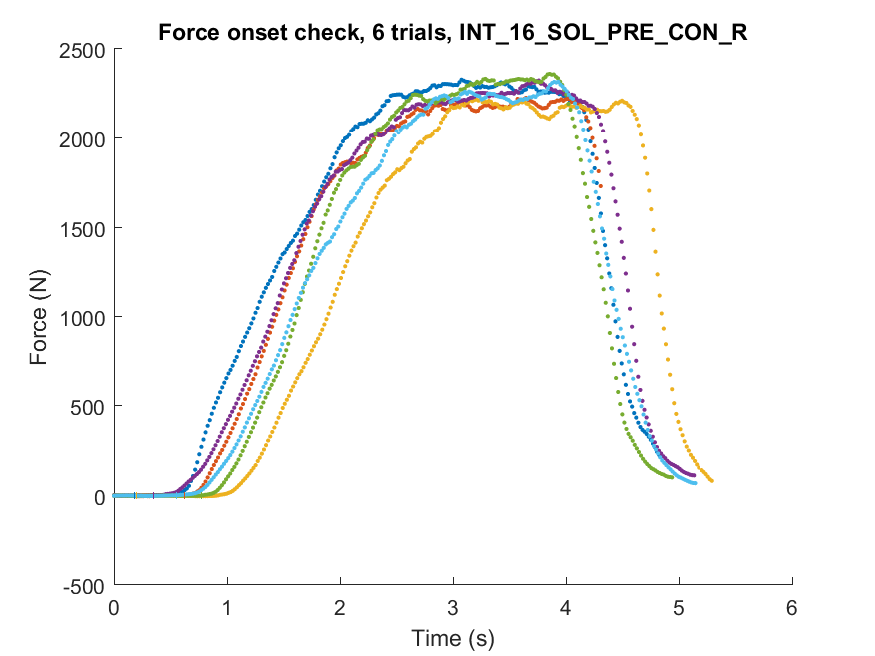 Force onset check, 6 trials, INT_16_SOL_PRE_CON_R
2500
2000
1500
1000
500
0
-500
Force (N)
0 1 2 3 4 5 6
Time (s)